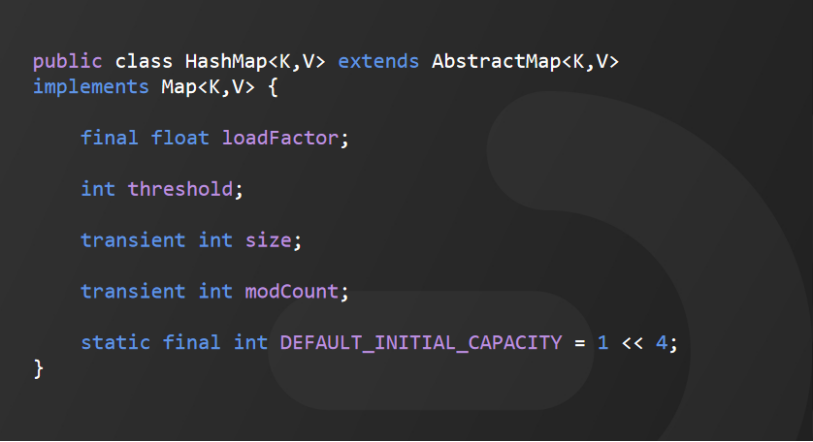 public class HashMap<K,V> extends AbstractMap<K,V>
implements Map<K,V> {
final float loadFactor;
int threshold;
transient int size;
transient int modCount;
static final int DEFAULT_INITIAL_CAPACITY = 1 << 4;
}